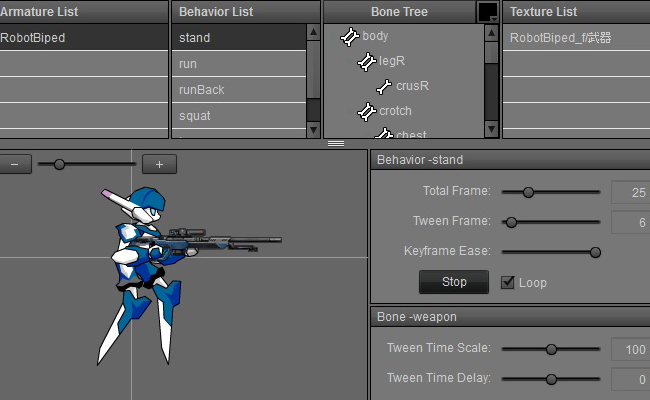 Armature List
Behavior List
Bone Tree
Texture List
RobotBiped
stand
body
RobotBiped_f/武器
run
legR
runBack
crusR
squat
crotch
chest
− +
Behavior -stand
Total Frame: 25
Tween Frame: 6
Keyframe Ease:
Stop Loop
Bone -weapon
Tween Time Scale: 100
Tween Time Delay: 0